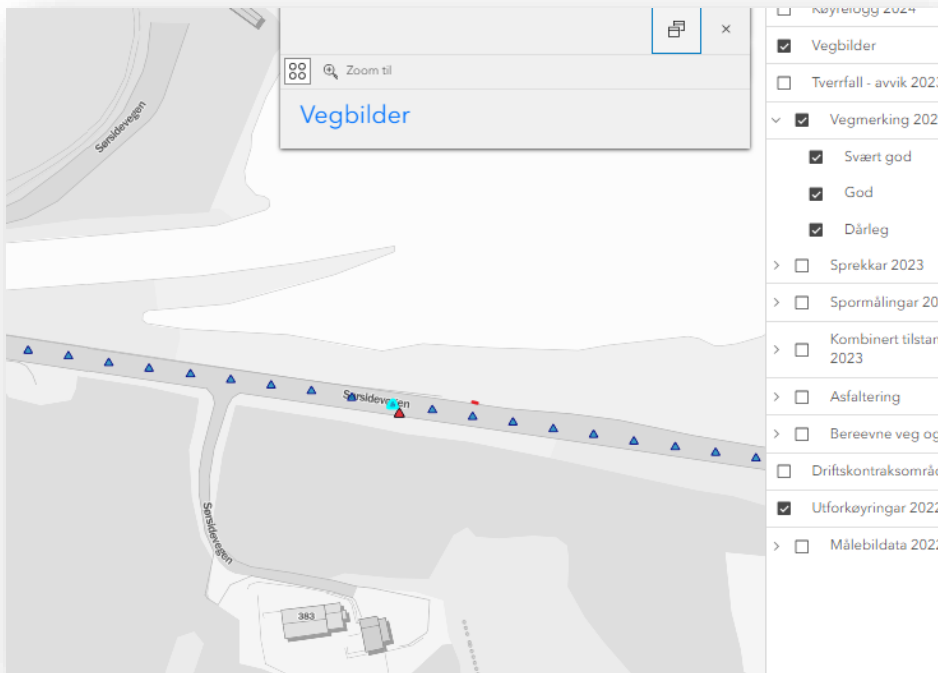 Køyrelogg 2024
Zoom til
Vegbilder
Vegbilder
Tverrfall - avvik 2023
Vegmerking 202
Svært god
God
Dårleg
Sprekkar 2023
Spormålingar 20
Kombinert tilstan
2023
Asfaltering
Bereevne veg og
Driftskontraksområd
Utforkøyringar 2022
Målebildata 2022
Sørsidevegen
Sørsidevegen
Sørsidevegen
383